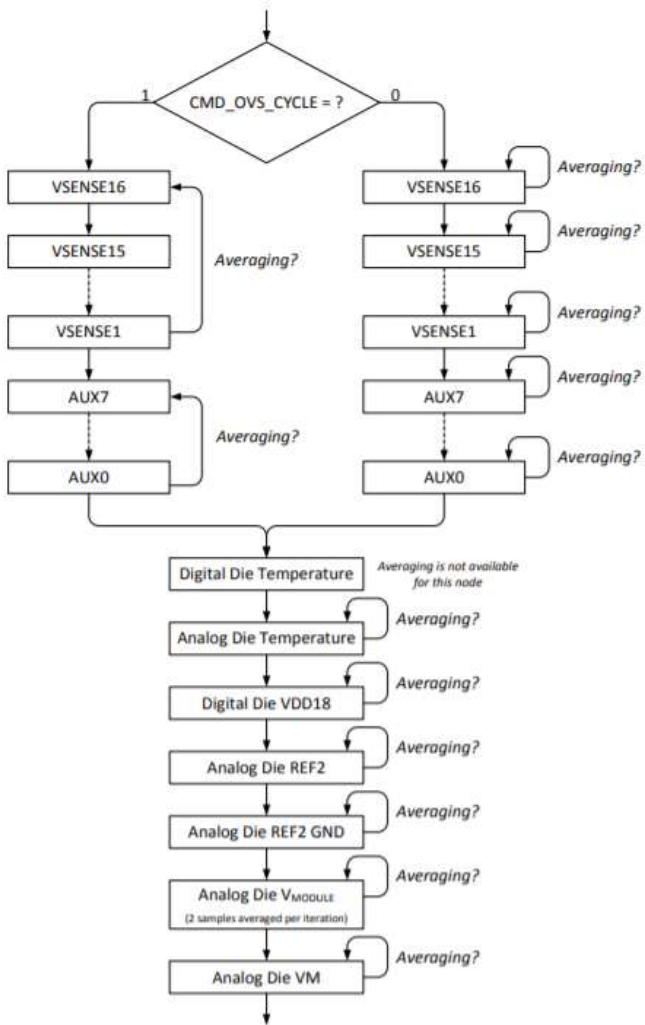 CMD_OVS_CYCLE = ?
1
0
VSENSE16
VSENSE15
VSENSE1
Averaging?
AUX7
AUX0
Averaging?
VSENSE16
Averaging?
VSENSE15
Averaging?
VSENSE1
Averaging?
AUX7
Averaging?
AUX0
Averaging?
Digital Die Temperature
Averaging is not available
for this node
Analog Die Temperature
Averaging?
Digital Die VDD18
Averaging?
Analog Die REF2
Averaging?
Analog Die REF2 GND
Averaging?
Analog Die VMODULE
(2 samples averaged per iteration)
Averaging?
Analog Die VM
Averaging?